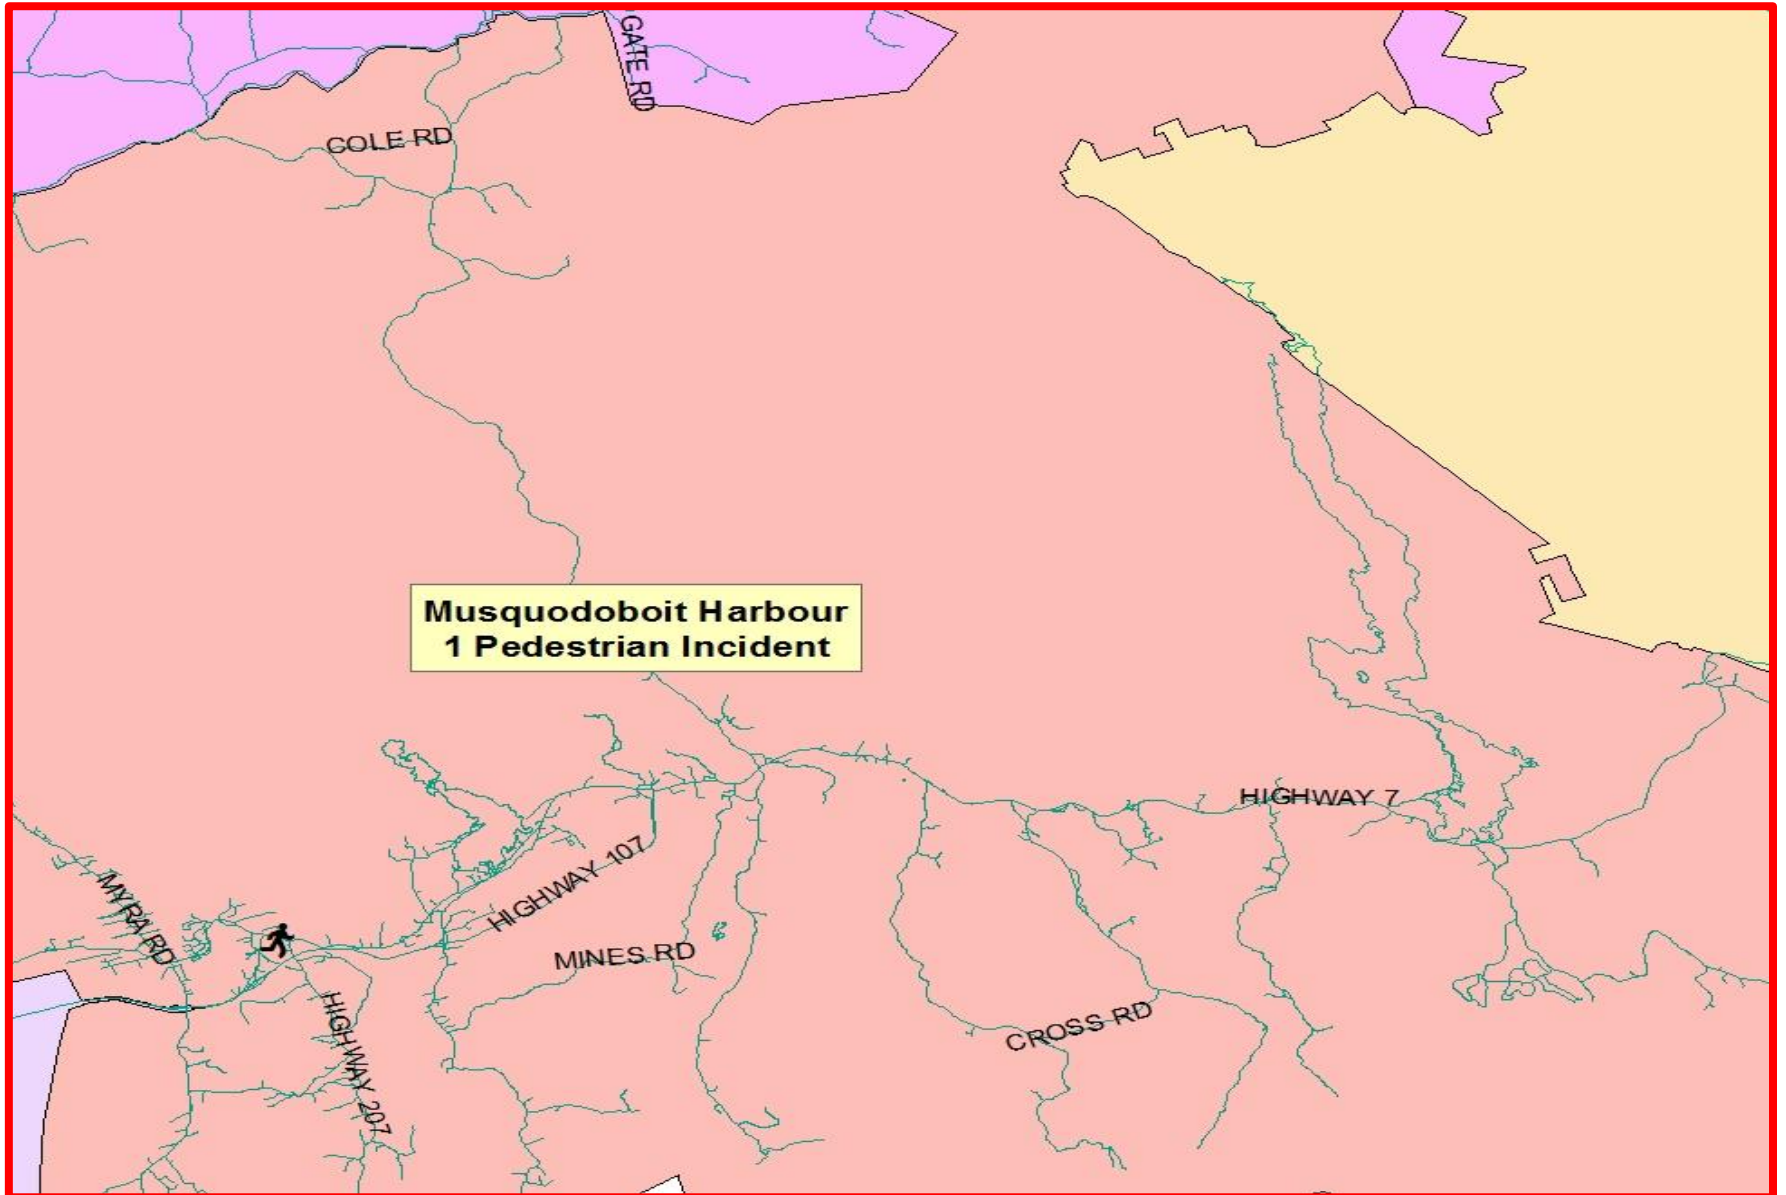 GATE RD
COLE RD
Musquodoboit Harbour
1 Pedestrian Incident
HIGHWAY 7
HIGHWAY 107
MYRA RD
MINES RD
HIGHWAY 207
CROSS RD